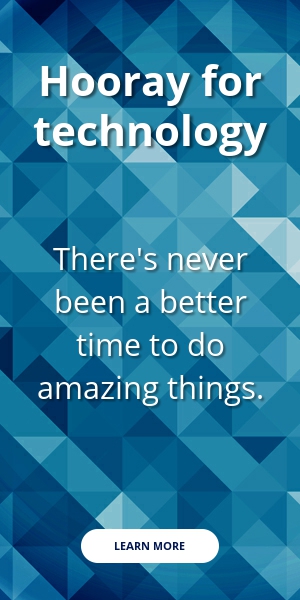 Hooray for
technology
There's never
been a better
time to do
amazing things.
LEARN MORE